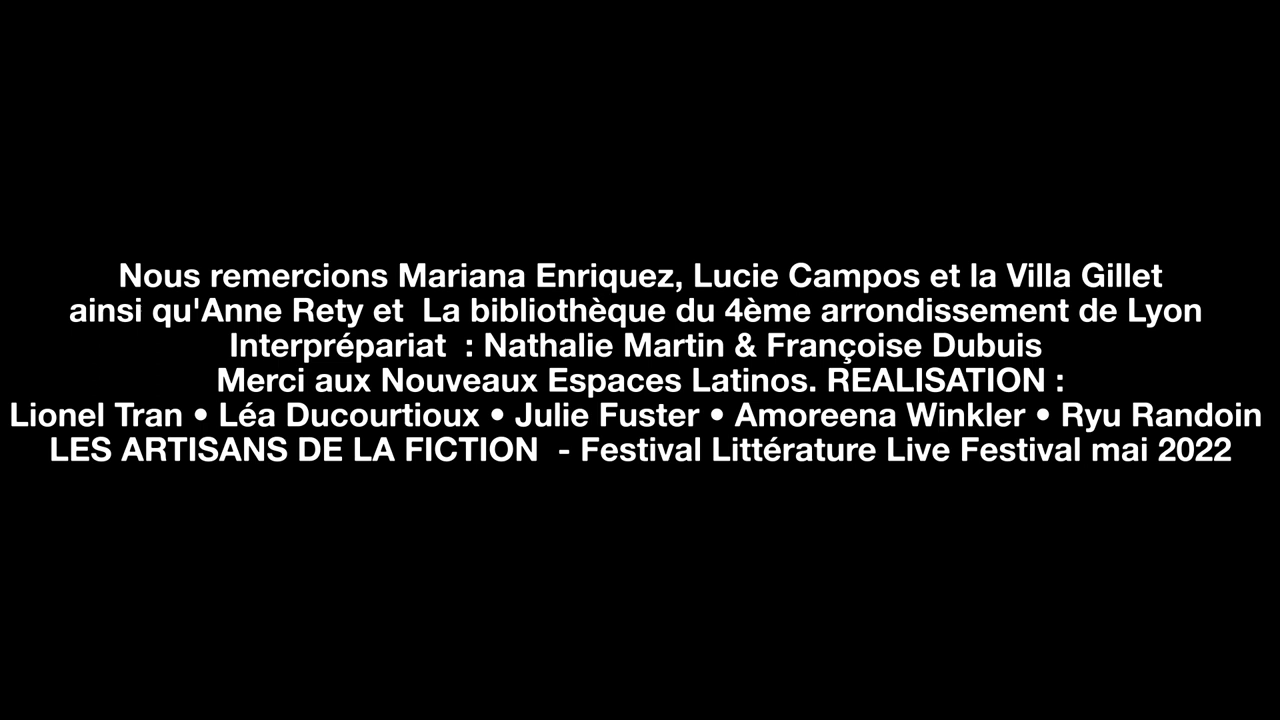 Nous remercions Mariana Enriquez, Lucie Campos et la Villa Gillet
ainsi qu'Anne Rety et  La bibliothèque du 4ème arrondissement de Lyon
Interprépariat  : Nathalie Martin & Françoise Dubuis
Merci aux Nouveaux Espaces Latinos. REALISATION :
Lionel Tran • Léa Ducourtioux • Julie Fuster • Amoreena Winkler • Ryu Randoin
LES ARTISANS DE LA FICTION  - Festival Littérature Live Festival mai 2022